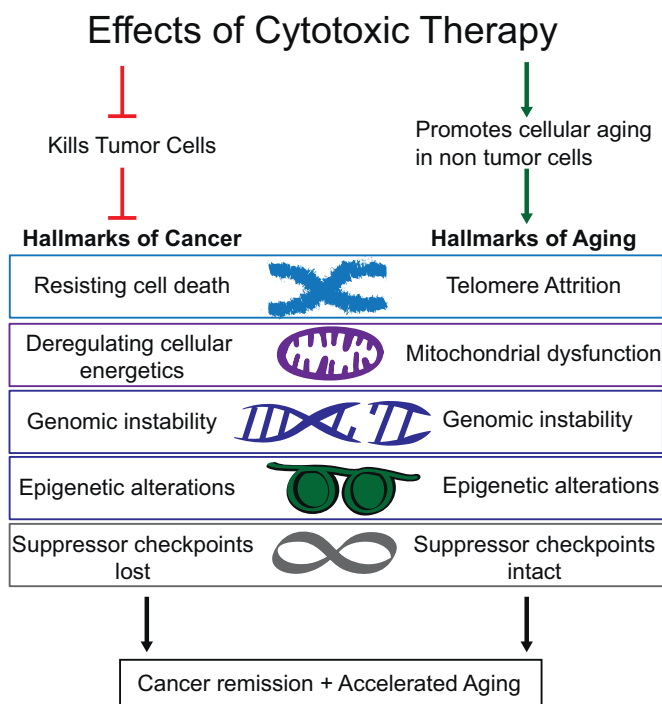 Effects of Cytotoxic Therapy
Kills Tumor Cells
Promotes cellular aging
in non tumor cells
Hallmarks of Cancer
Hallmarks of Aging
Resisting cell death
Telomere Attrition
Deregulating cellular
energetics
Mitochondrial dysfunction
Genomic instability
Genomic instability
Epigenetic alterations
Epigenetic alterations
Suppressor checkpoints
lost
Suppressor checkpoints
intact
Cancer remission + Accelerated Aging